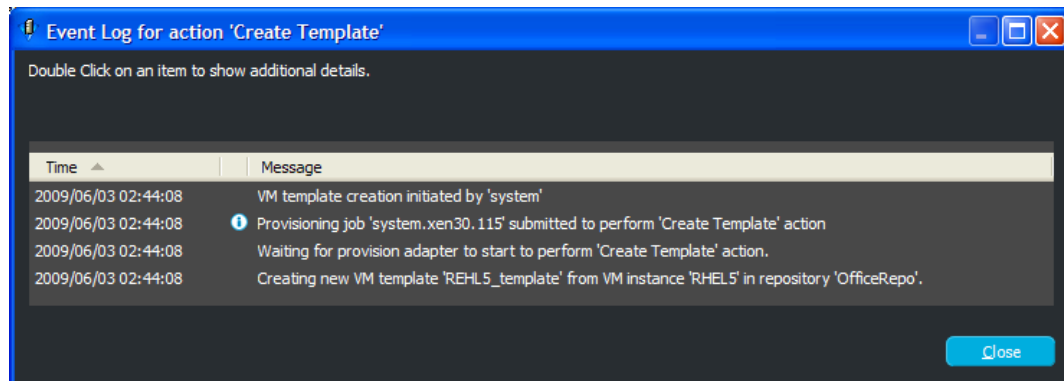 Event Log for action 'Create Template'
Double Click on an item to show additional details.
Time Message
2009/06/03 02:44:08 VM template creation initiated by 'system'
2009/06/03 02:44:08 Provisioning job 'system.xen30.115' submitted to perform 'Create Template' action
2009/06/03 02:44:08 Waiting for provision adapter to start to perform 'Create Template' action.
2009/06/03 02:44:08 Creating new VM template 'REHL5_template' from VM instance 'RHEL5' in repository 'OfficeRepo'.
Close